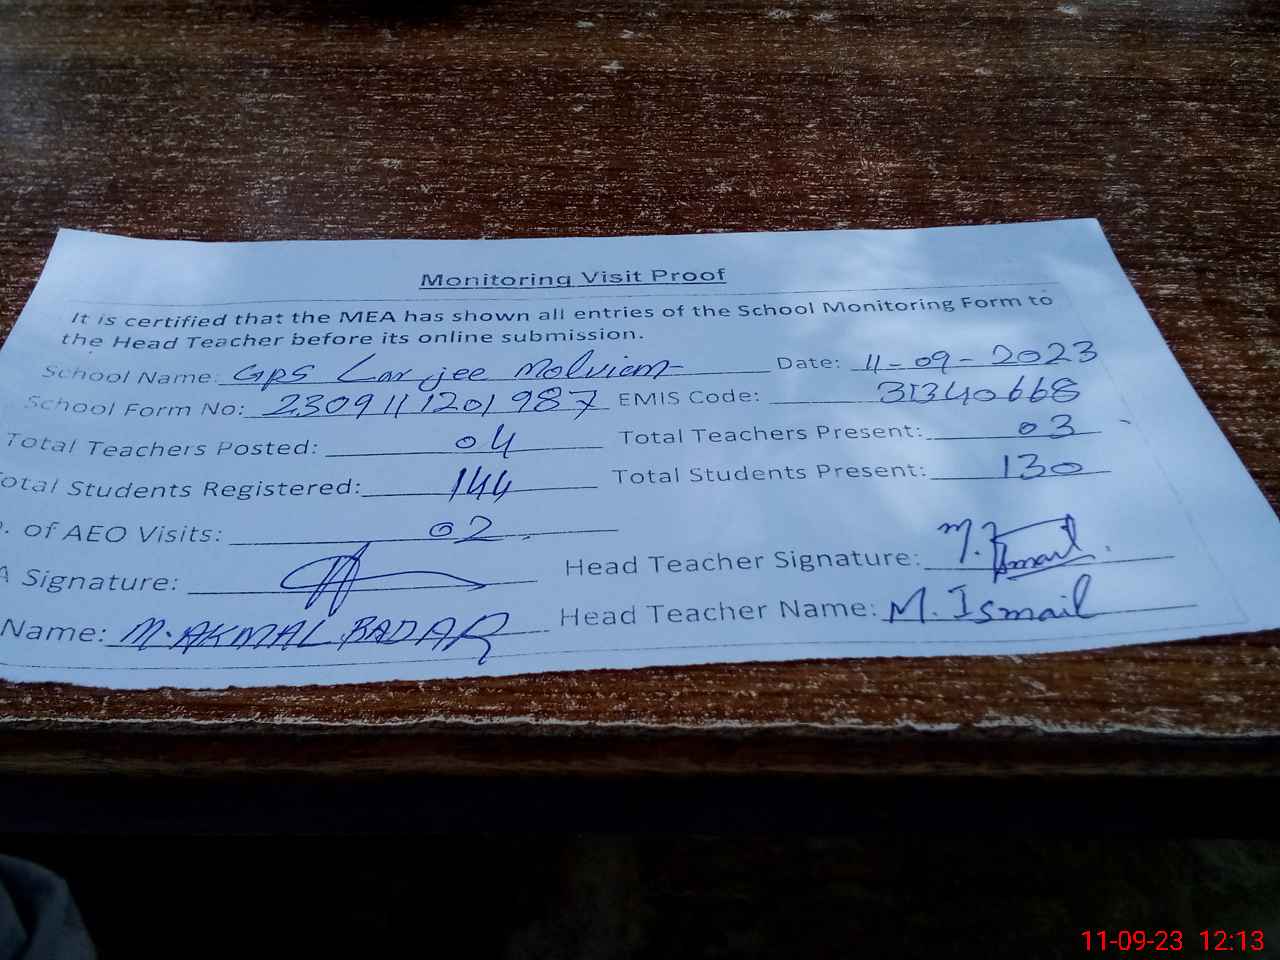 Monitoring Visit Proof
It is certified that the MEA has shown all entries of the School Monitoring Form to
the Head Teacher before its online submission.
School Name: GPS Lar jee Molviem Date: 11-09-2023
School Form No: 2309111201987 EMIS Code: 31340668
Total Teachers Posted: 04 Total Teachers Present: 03
otal Students Registered: 144 Total Students Present: 130
. of AEO Visits: 02
A Signature: Head Teacher Signature: M. Ismail.
Name: M. AKMAL BADAR Head Teacher Name: M. Ismail
11-09-23 12:13